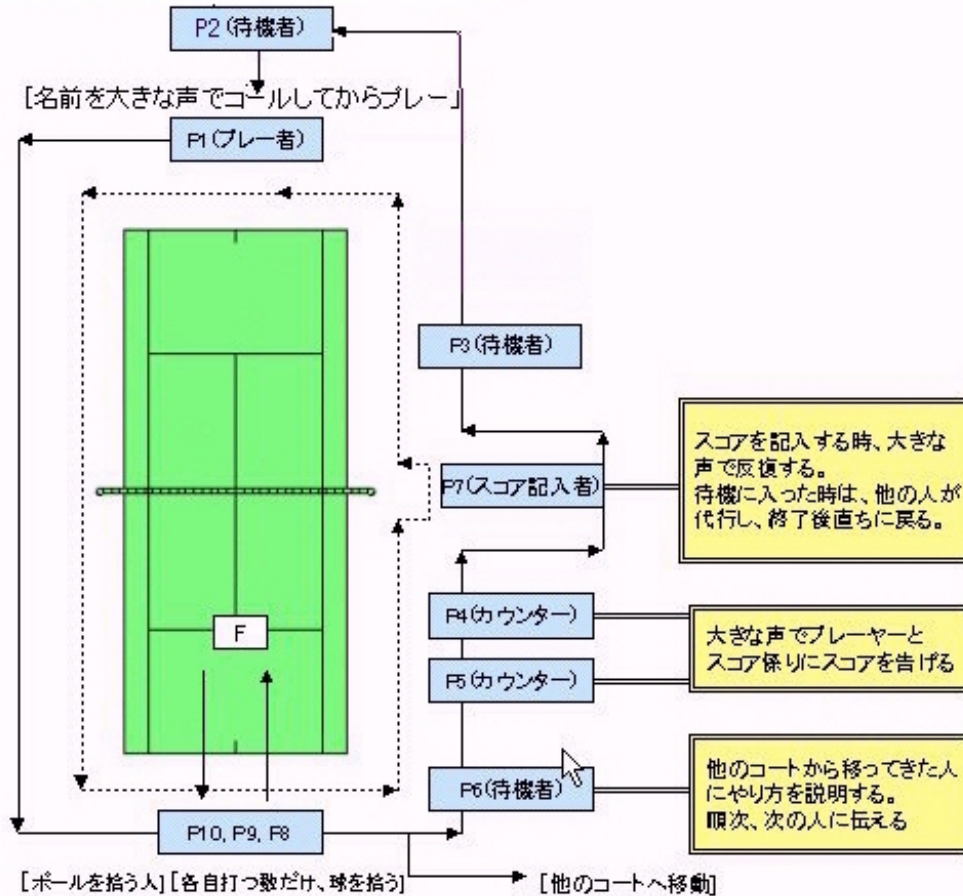 P2(待機者)
[名前を大きな声でコールしてからプレー]
P1(プレー者)
P3(待機者)
P7(スコア記入者)
スコアを記入する時、大きな
声で反復する。
待機に入った時は、他の人が
代行し、終了後直ちに戻る。
P4(カウンター)
P5(カウンター)
大きな声でプレーヤーと
スコア係りにスコアを告げる
F
P6(待機者)
他のコートから移ってきた人
にやり方を説明する。
順次、次の人に伝える
P10, P9, P8
[ボールを拾う人] [各自打つ数だけ、球を拾う]
[他のコートへ移動]